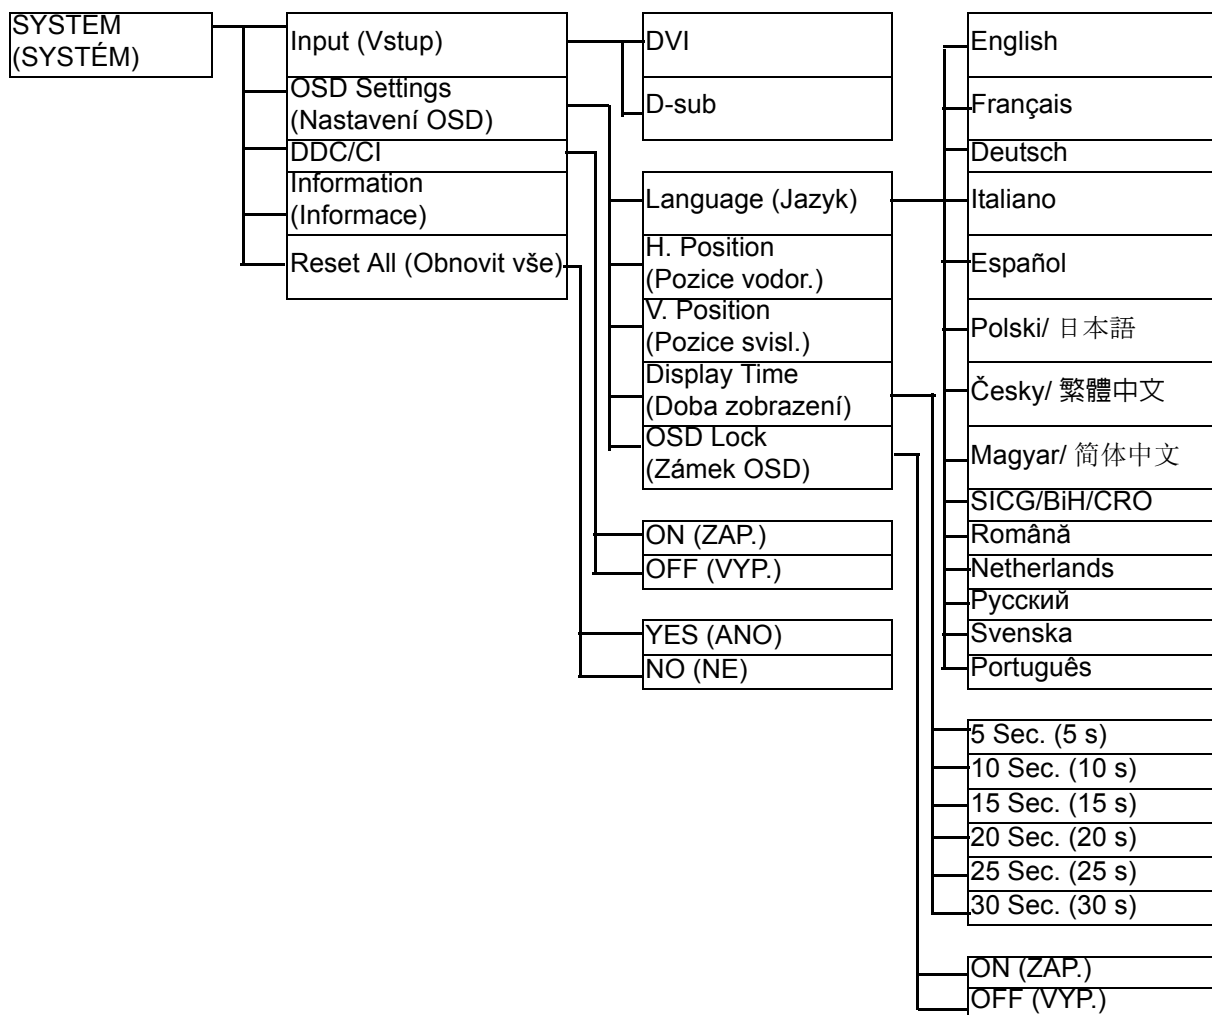 SYSTEM
(SYSTÉM)
Input (Vstup)
OSD Settings
(Nastavení OSD)
DDC/CI
Information
(Informace)
Reset All (Obnovit vše)
DVI
D-sub
Language (Jazyk)
H. Position
(Pozice vodor.)
V. Position
(Pozice svisl.)
Display Time
(Doba zobrazení)
OSD Lock
(Zámek OSD)
ON (ZAP.)
OFF (VYP.)
YES (ANO)
NO (NE)
English
Français
Deutsch
Italiano
Español
Polski/ 日本語
Česky/ 繁體中文
Magyar/ 简体中文
SICG/BiH/CRO
Română
Netherlands
Русский
Svenska
Português
5 Sec. (5 s)
10 Sec. (10 s)
15 Sec. (15 s)
20 Sec. (20 s)
25 Sec. (25 s)
30 Sec. (30 s)
ON (ZAP.)
OFF (VYP.)